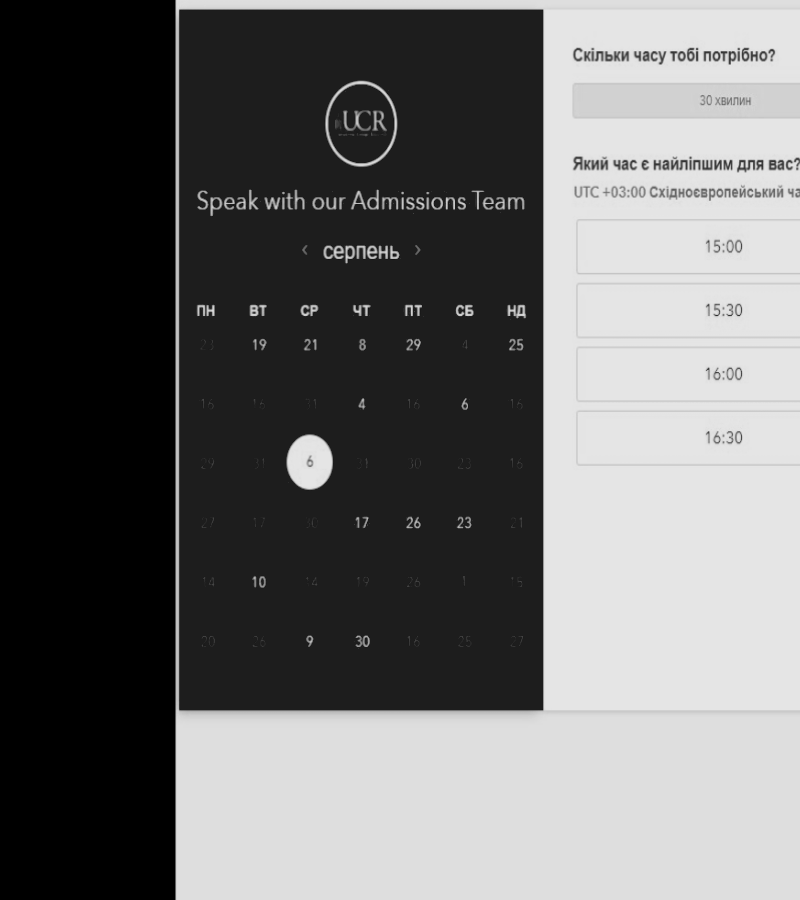 UCR
Speak with our Admissions Team
‹ серпень ›
ПН ВТ СР ЧТ ПТ СБ НД
23 19 21 8 29 4 25
16 16 31 4 16 6 16
29 31 6 31 30 23 16
27 17 30 17 26 23 21
14 10 14 19 26 1 15
20 26 9 30 16 25 27
Скільки часу тобі потрібно?
30 хвилин
Який час є найліпшим для вас?
UTC +03:00 Східноєвропейський ча
15:00
15:30
16:00
16:30